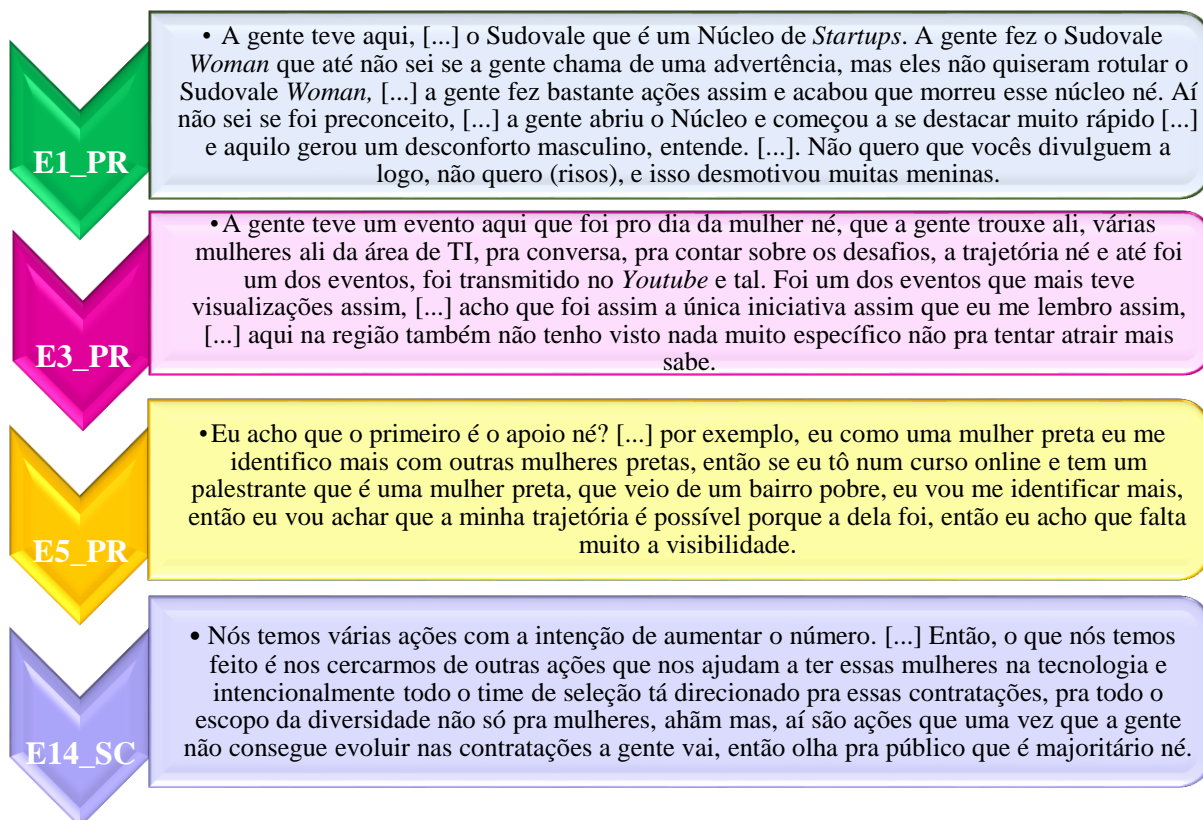 • A gente teve aqui, [...] o Sudovale que é um Núcleo de Startups. A gente fez o Sudovale
Woman que até não sei se a gente chama de uma advertência, mas eles não quiseram rotular o
Sudovale Woman, [...] a gente fez bastante ações assim e acabou que morreu esse núcleo né. Aí
não sei se foi preconceito, [...] a gente abriu o Núcleo e começou a se destacar muito rápido [...]
e aquilo gerou um desconforto masculino, entende. [...]. Não quero que vocês divulguem a
logo, não quero (risos), e isso desmotivou muitas meninas.
E1_PR
•A gente teve um evento aqui que foi pro dia da mulher né, que a gente trouxe ali, várias
mulheres ali da área de TI, pra conversa, pra contar sobre os desafios, a trajetória né e até foi
um dos eventos, foi transmitido no Youtube e tal. Foi um dos eventos que mais teve
visualizações assim, [...] acho que foi assim a única iniciativa assim que eu me lembro assim,
[...] aqui na região também não tenho visto nada muito específico não pra tentar atrair mais
sabe.
E3_PR
•Eu acho que o primeiro é o apoio né? [...] por exemplo, eu como uma mulher preta eu me
identifico mais com outras mulheres pretas, então se eu tô num curso online e tem um
palestrante que é uma mulher preta, que veio de um bairro pobre, eu vou me identificar mais,
então eu vou achar que a minha trajetória é possível porque a dela foi, então eu acho que falta
muito a visibilidade.
E5_PR
• Nós temos várias ações com a intenção de aumentar o número. [...] Então, o que nós temos
feito é nos cercarmos de outras ações que nos ajudam a ter essas mulheres na tecnologia e
intencionalmente todo o time de seleção tá direcionado pra essas contratações, pra todo o
escopo da diversidade não só pra mulheres, ahãm mas, aí são ações que uma vez que a gente
não consegue evoluir nas contratações a gente vai, então olha pra público que é majoritário né.
E14_SC